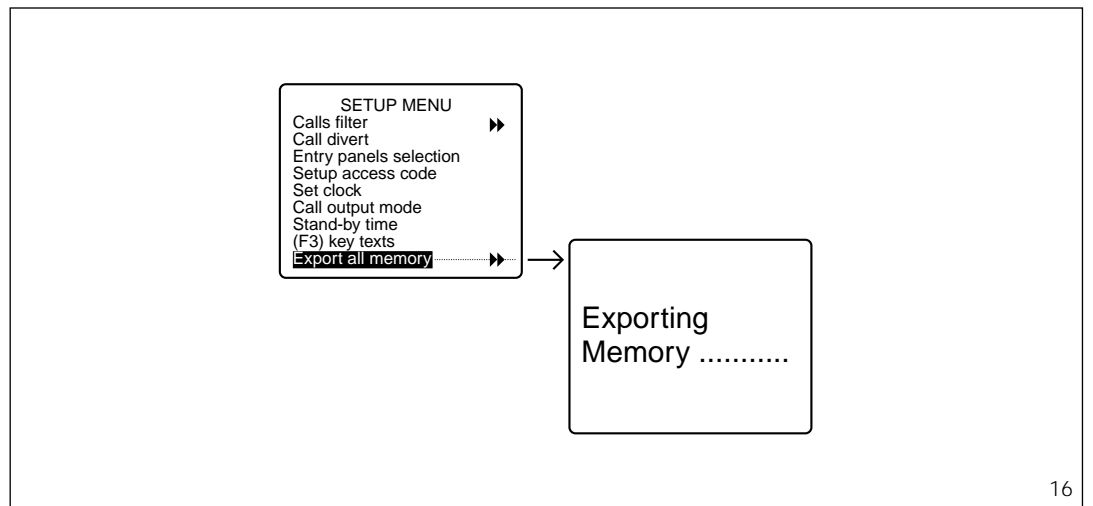 SETUP MENU
Calls filter
Call divert
Entry panels selection
Setup access code
Set clock
Call output mode
Stand-by time
(F3) key texts
Export all memory
Exporting
Memory ...........
16